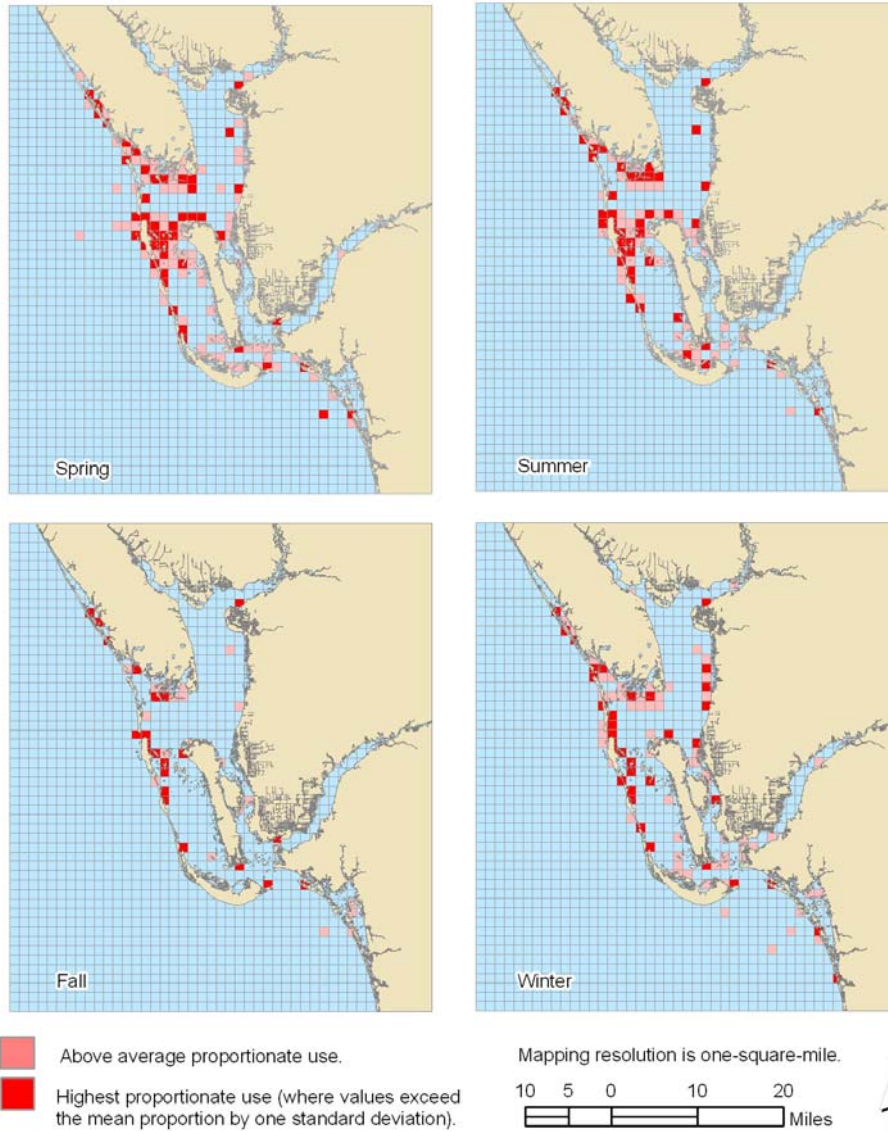 Spring
Summer
Fall
Winter
Above average proportionate use.
Highest proportionate use (where values exceed
the mean proportion by one standard deviation).
Mapping resolution is one-square-mile.
10 5 0 10 20
Miles